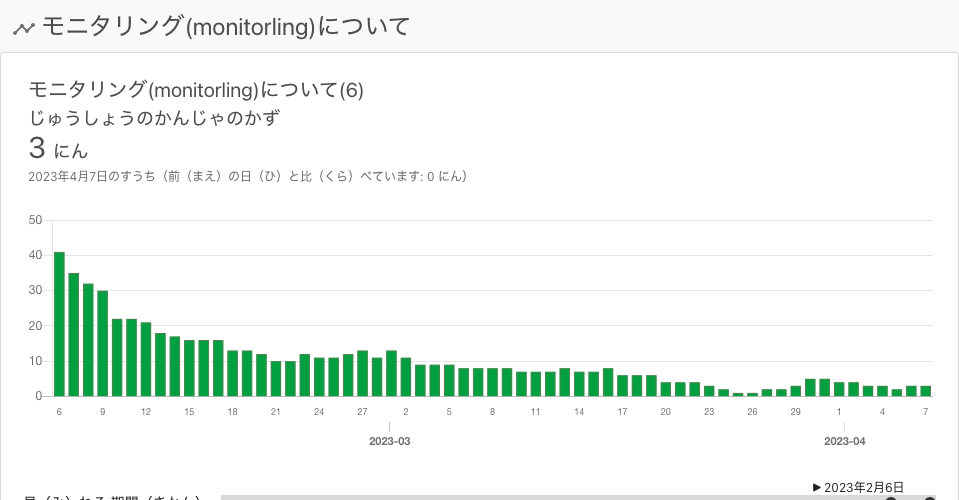 モニタリング(monitorling)について
モニタリング(monitorling)について(6)
じゅうしょうのかんじゃのかず
3 にん
2023年4月7日のすうち（前（まえ）の日（ひ）と比（くら）べています: 0 にん）
50
40
30
20
10
0
6 9 12 15 18 21 24 27 2 5 8 11 14 17 20 23 26 29 1 4 7
2023-03 2023-04
▶ 2023年2月6日